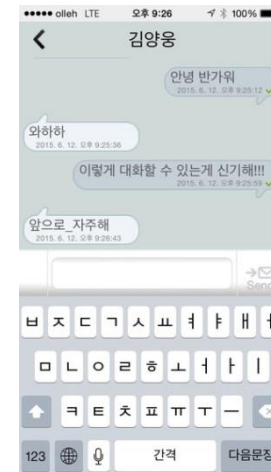 olleh LTE 오후 9:26 100%
김양웅
안녕 반가워
2015. 6. 12. 오후 9:25:12
와하하
2015. 6. 12. 오후 9:25:36
이렇게 대화할 수 있는게 신기해!!!
2015. 6. 12. 오후 9:25:59
앞으로_자주해
2015. 6. 12. 오후 9:26:43
Send
ㅂ ㅈ ㄷ ㄱ ㅅ ㅛ ㅕ ㅑ ㅐ ㅔ
ㅁ ㄴ ㅇ ㄹ ㅎ ㅗ ㅓ ㅏ ㅣ
ㅋ ㅌ ㅊ ㅍ ㅠ ㅜ ㅡ
123 간격 다음문장